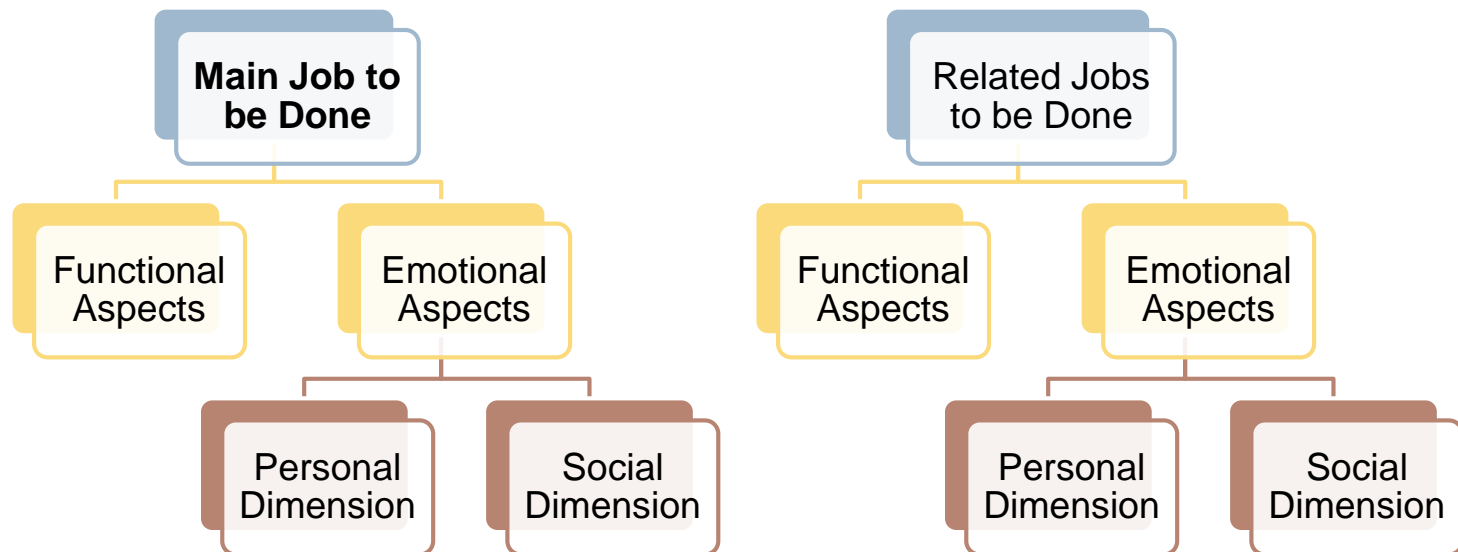 Main Job to
be Done
Related Jobs
to be Done
Functional
Aspects
Emotional
Aspects
Functional
Aspects
Emotional
Aspects
Personal
Dimension
Social
Dimension
Personal
Dimension
Social
Dimension